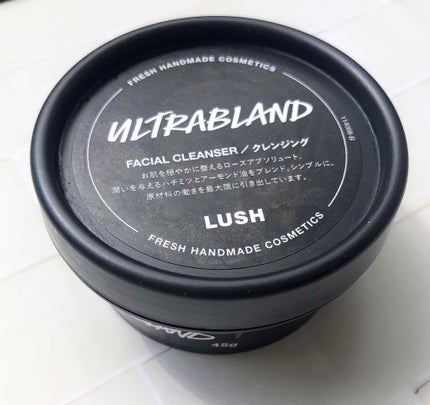 FRESH HANDMADE COSMETICS
ULTRABLAND
FACIAL CLEANSER / クレンジング
お肌を穏やかに整えるローズアブソリュート、
潤いを与えるハチミツとアーモンド油をブレンド。シンプルに、
原材料の働きを最大限に引き出しています。
LUSH
FRESH HANDMADE COSMETICS
45g